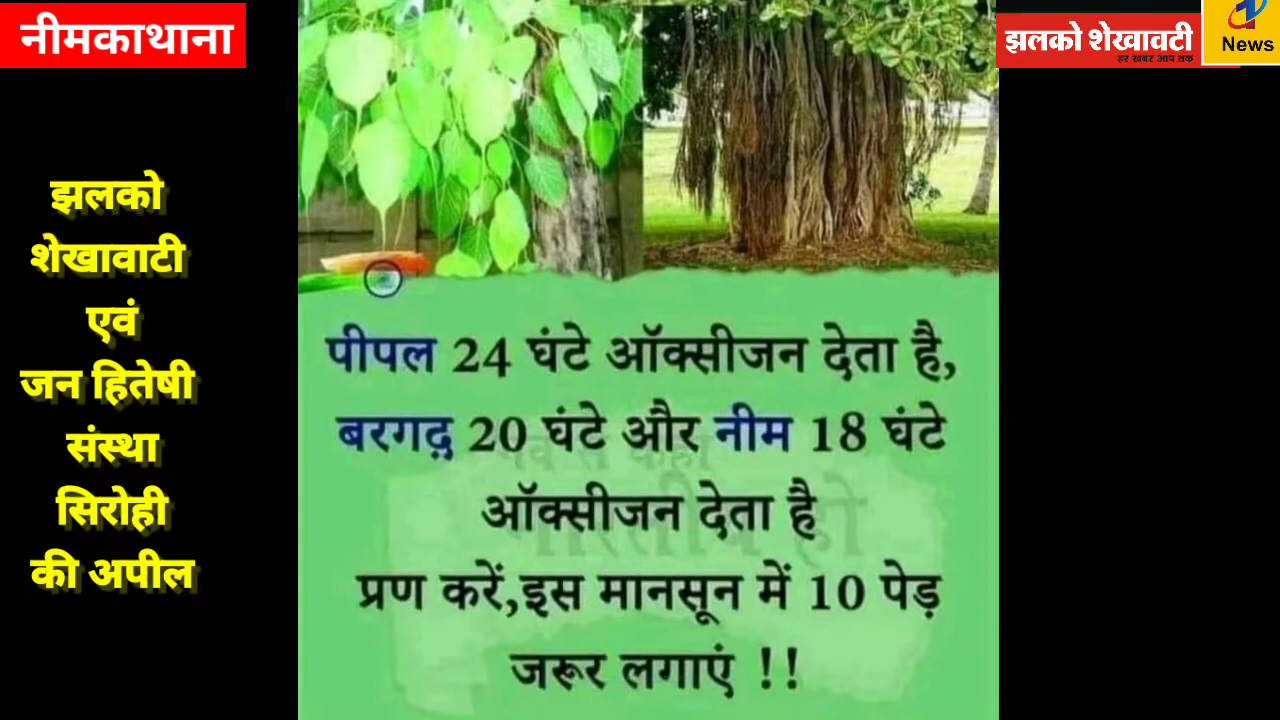 नीमकाथाना
झलको शेखावटी
हर खबर आप तक
News
झलको
शेखावाटी
एवं
जन हितेषी
संस्था
सिरोही
की अपील
पीपल 24 घंटे ऑक्सीजन देता है,
बरगद़ 20 घंटे और नीम 18 घंटे
ऑक्सीजन देता है
प्रण करें,इस मानसून में 10 पेड़
जरूर लगाएं !!